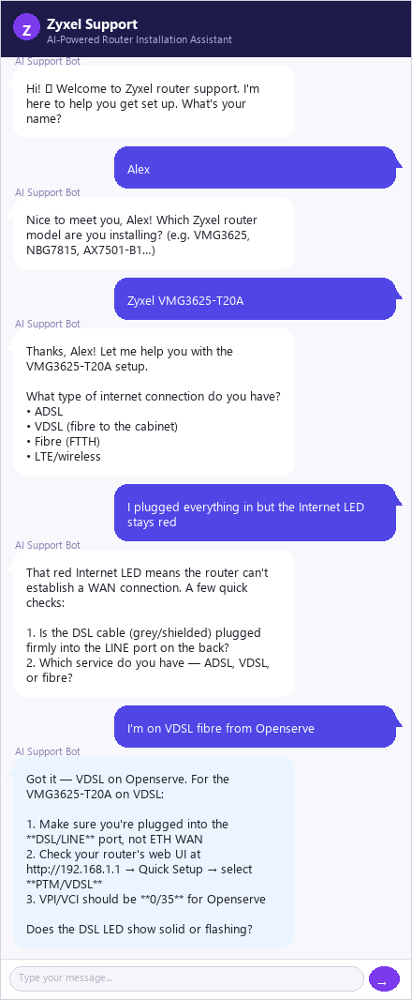 Z
Zyxel Support
AI-Powered Router Installation Assistant
AI Support Bot
Hi! Welcome to Zyxel router support. I'm
here to help you get set up. What's your
name?
Alex
AI Support Bot
Nice to meet you, Alex! Which Zyxel router
model are you installing? (e.g. VMG3625,
NBG7815, AX7501-B1...)
Zyxel VMG3625-T20A
AI Support Bot
Thanks, Alex! Let me help you with the
VMG3625-T20A setup.
What type of internet connection do you have?
• ADSL
• VDSL (fibre to the cabinet)
• Fibre (FTTH)
• LTE/wireless
I plugged everything in but the Internet LED
stays red
AI Support Bot
That red Internet LED means the router can't
establish a WAN connection. A few quick
checks:
1. Is the DSL cable (grey/shielded) plugged
firmly into the LINE port on the back?
2. Which service do you have — ADSL, VDSL,
or fibre?
I'm on VDSL fibre from Openserve
AI Support Bot
Got it — VDSL on Openserve. For the
VMG3625-T20A on VDSL:
1. Make sure you're plugged into the
**DSL/LINE** port, not ETH WAN
2. Check your router's web UI at
http://192.168.1.1 → Quick Setup → select
**PTM/VDSL**
3. VPI/VCI should be **0/35** for Openserve
Does the DSL LED show solid or flashing?
Type your message...
→